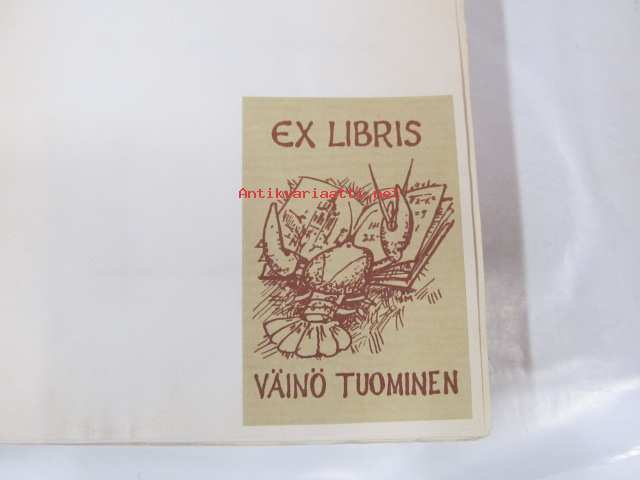 EX LIBRIS
Antikvariaatti.net
VÄINÖ TUOMINEN